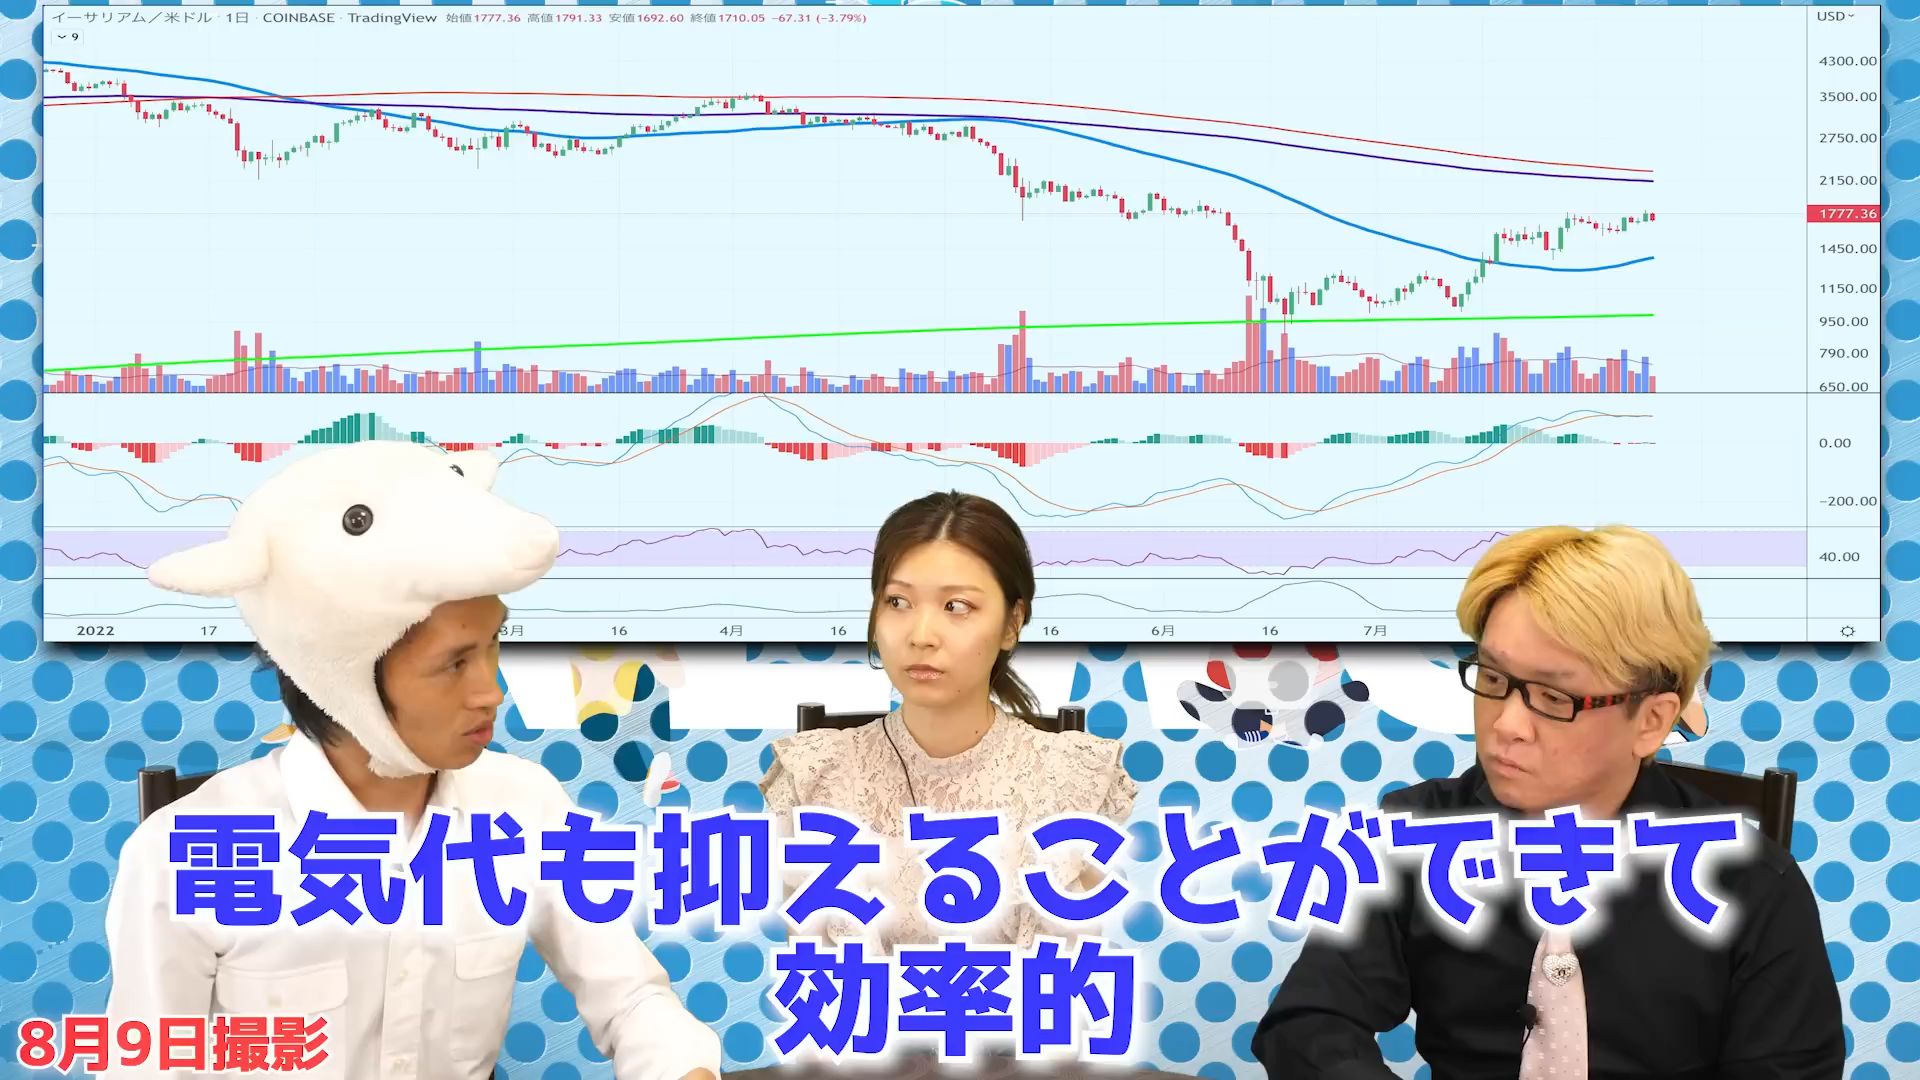 イーサリアム／米ドル · 1日 · COINBASE · TradingView 始値1777.36 高値1791.33 安値1692.60 終値1710.05 −67.31 (−3.79%)
9
USD
4300.00
3500.00
2750.00
2150.00
1777.36
1450.00
1150.00
950.00
790.00
650.00
0.00
−200.00
40.00
2022 17 3月 16 4月 16 16 6月 16 7月
電気代も抑えることができて
効率的
8月9日撮影